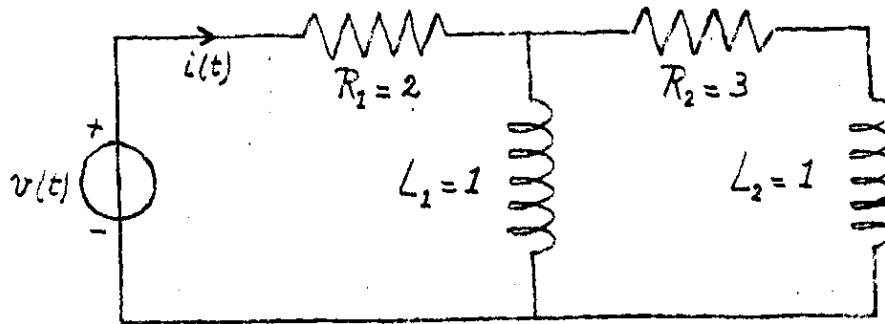 i(t)
R₁ = 2
R₂ = 3
+
v(t)
-
L₁ = 1
L₂ = 1